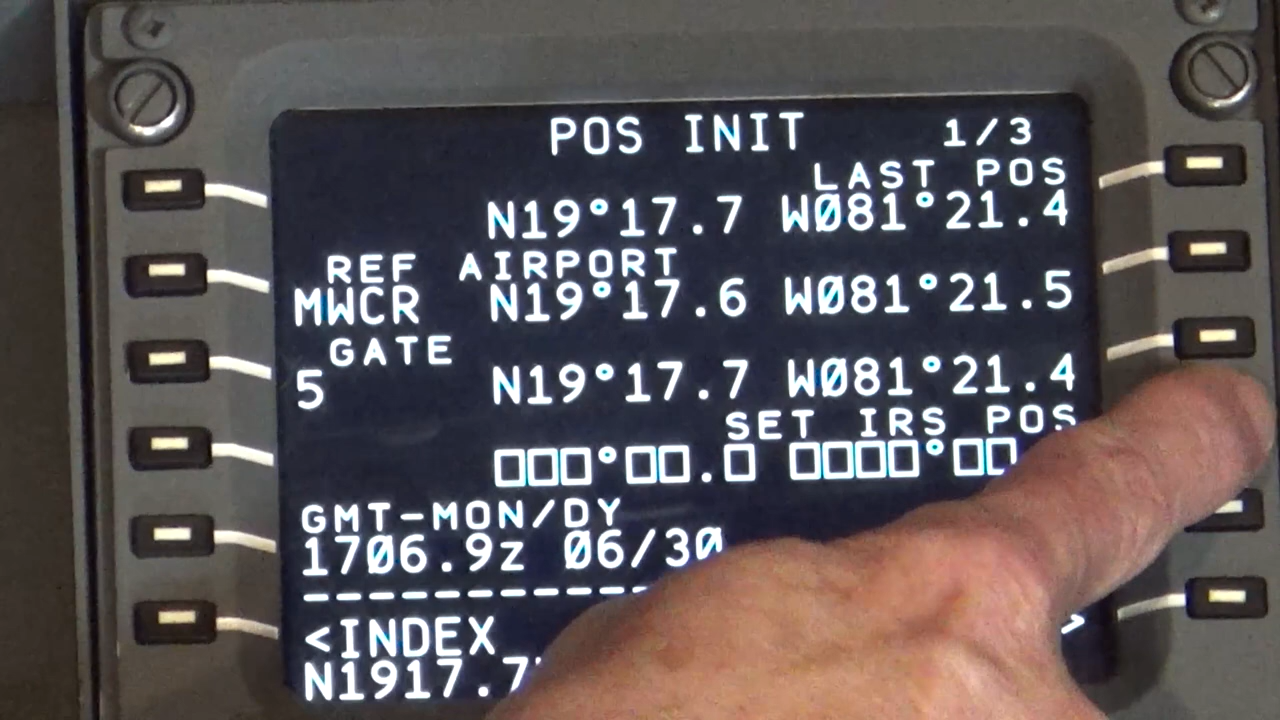 POS INIT 1/3
LAST POS
N19°17.7 W081°21.4
REF AIRPORT
MWCR N19°17.6 W081°21.5
GATE
5 N19°17.7 W081°21.4
SET IRS POS
□□□°□□.□ □□□□°□□
GMT-MON/DY
1706.9z 06/30
------------
<INDEX >
N1917.7